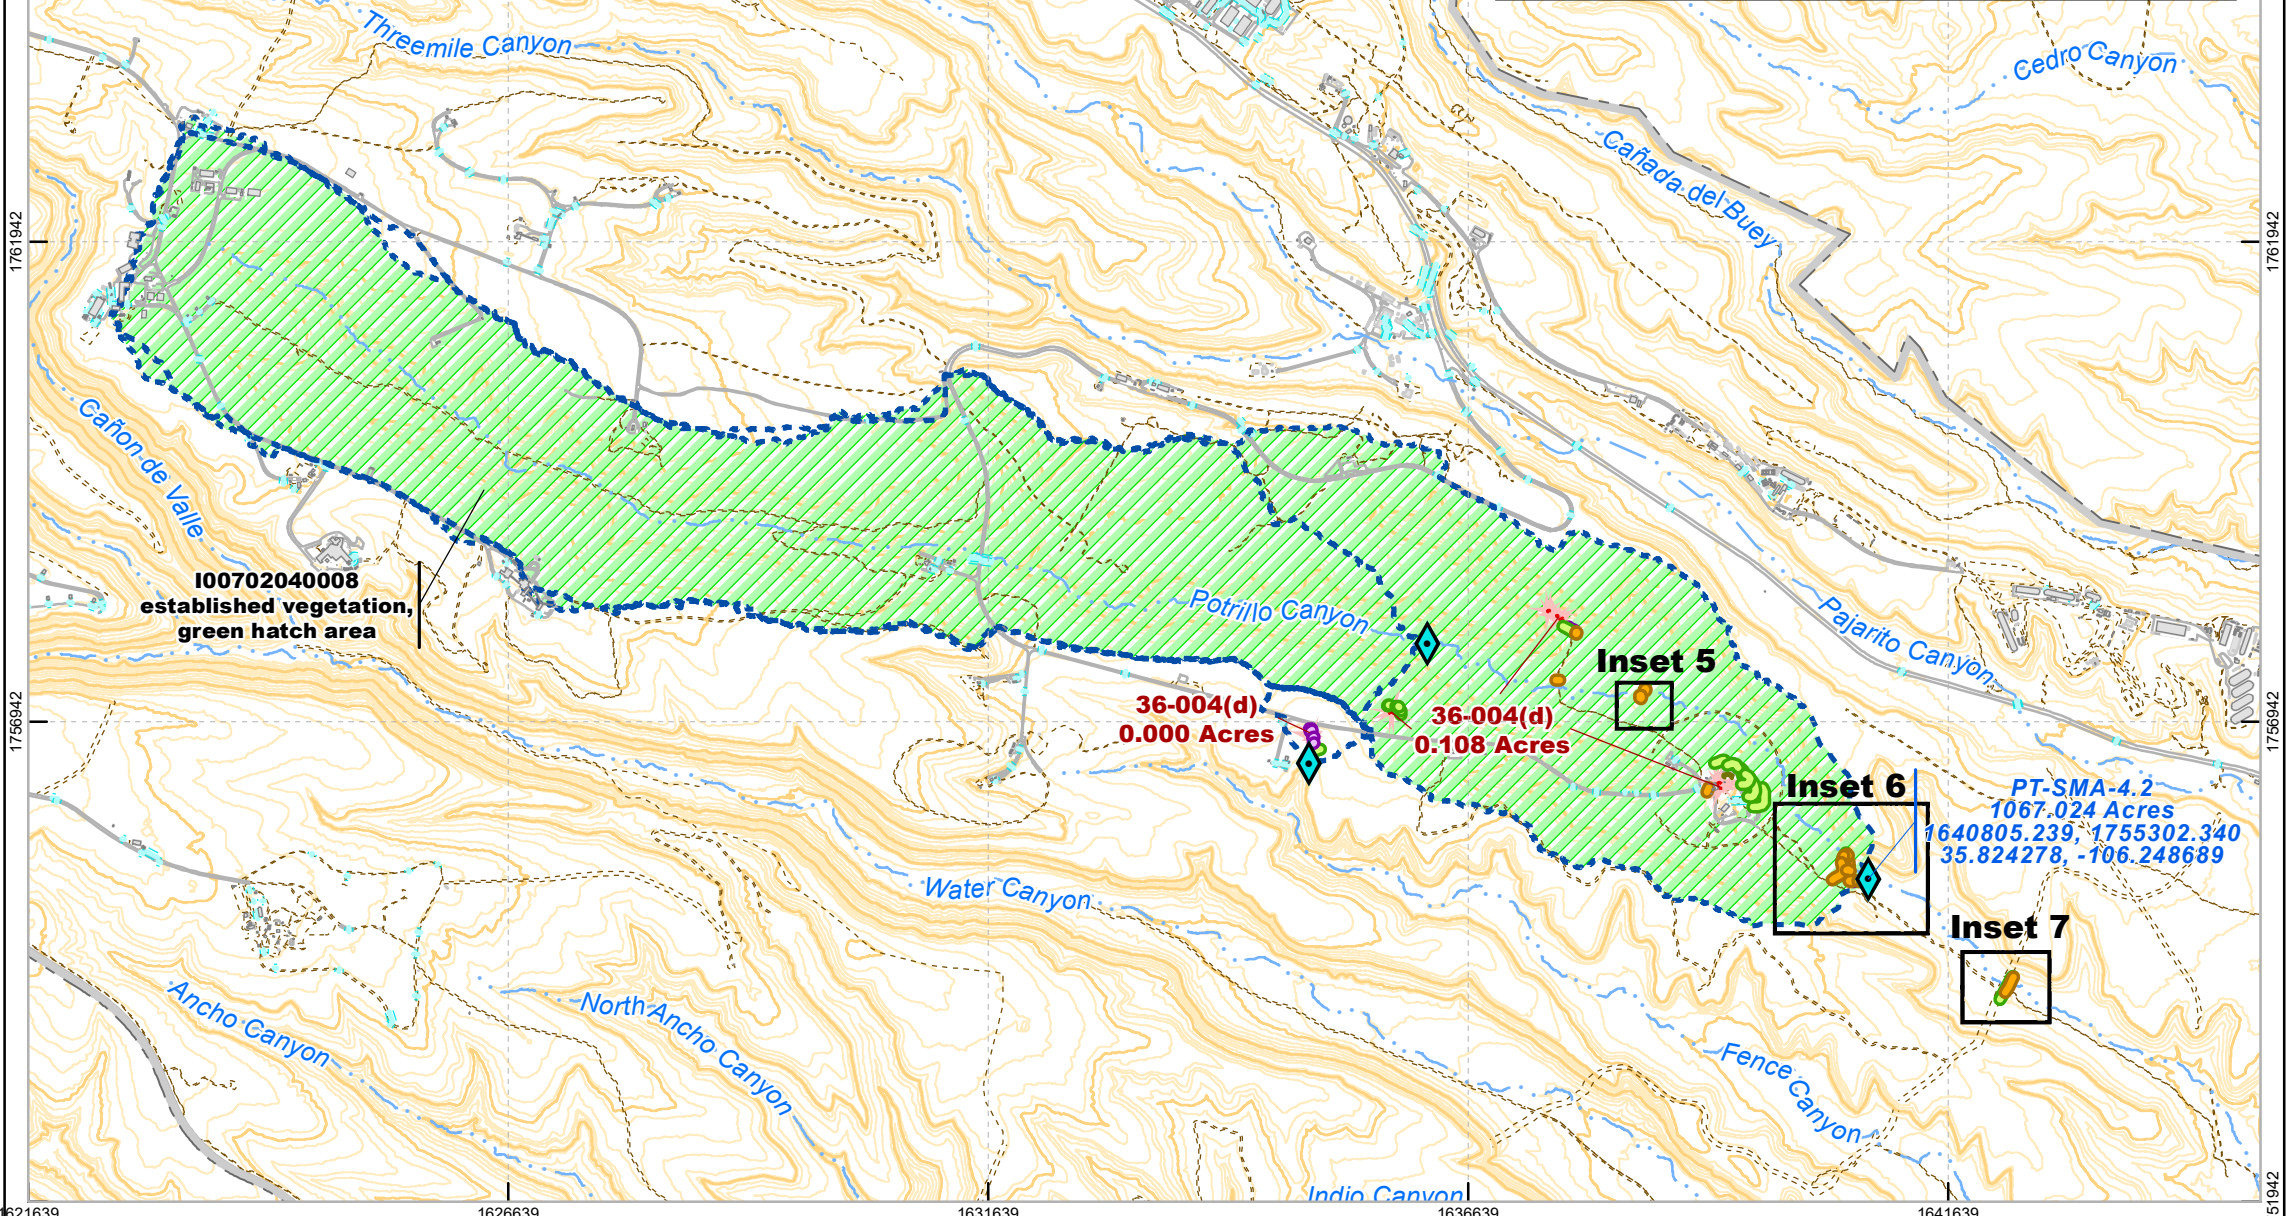 Threemile Canyon
Cedro Canyon
Cañada del Buey
1761942
1761942
Cañon de Valle
I00702040008
established vegetation,
green hatch area
Potrillo Canyon
Pajarito Canyon
Inset 5
36-004(d)
0.000 Acres
36-004(d)
0.108 Acres
1756942
1756942
Inset 6
PT-SMA-4.2
1067.024 Acres
1640805.239, 1755302.340
35.824278, -106.248689
Water Canyon
Inset 7
Ancho Canyon
North Ancho Canyon
Fence Canyon
Indio Canyon
51942
1621639
1626639
1631639
1636639
1641639